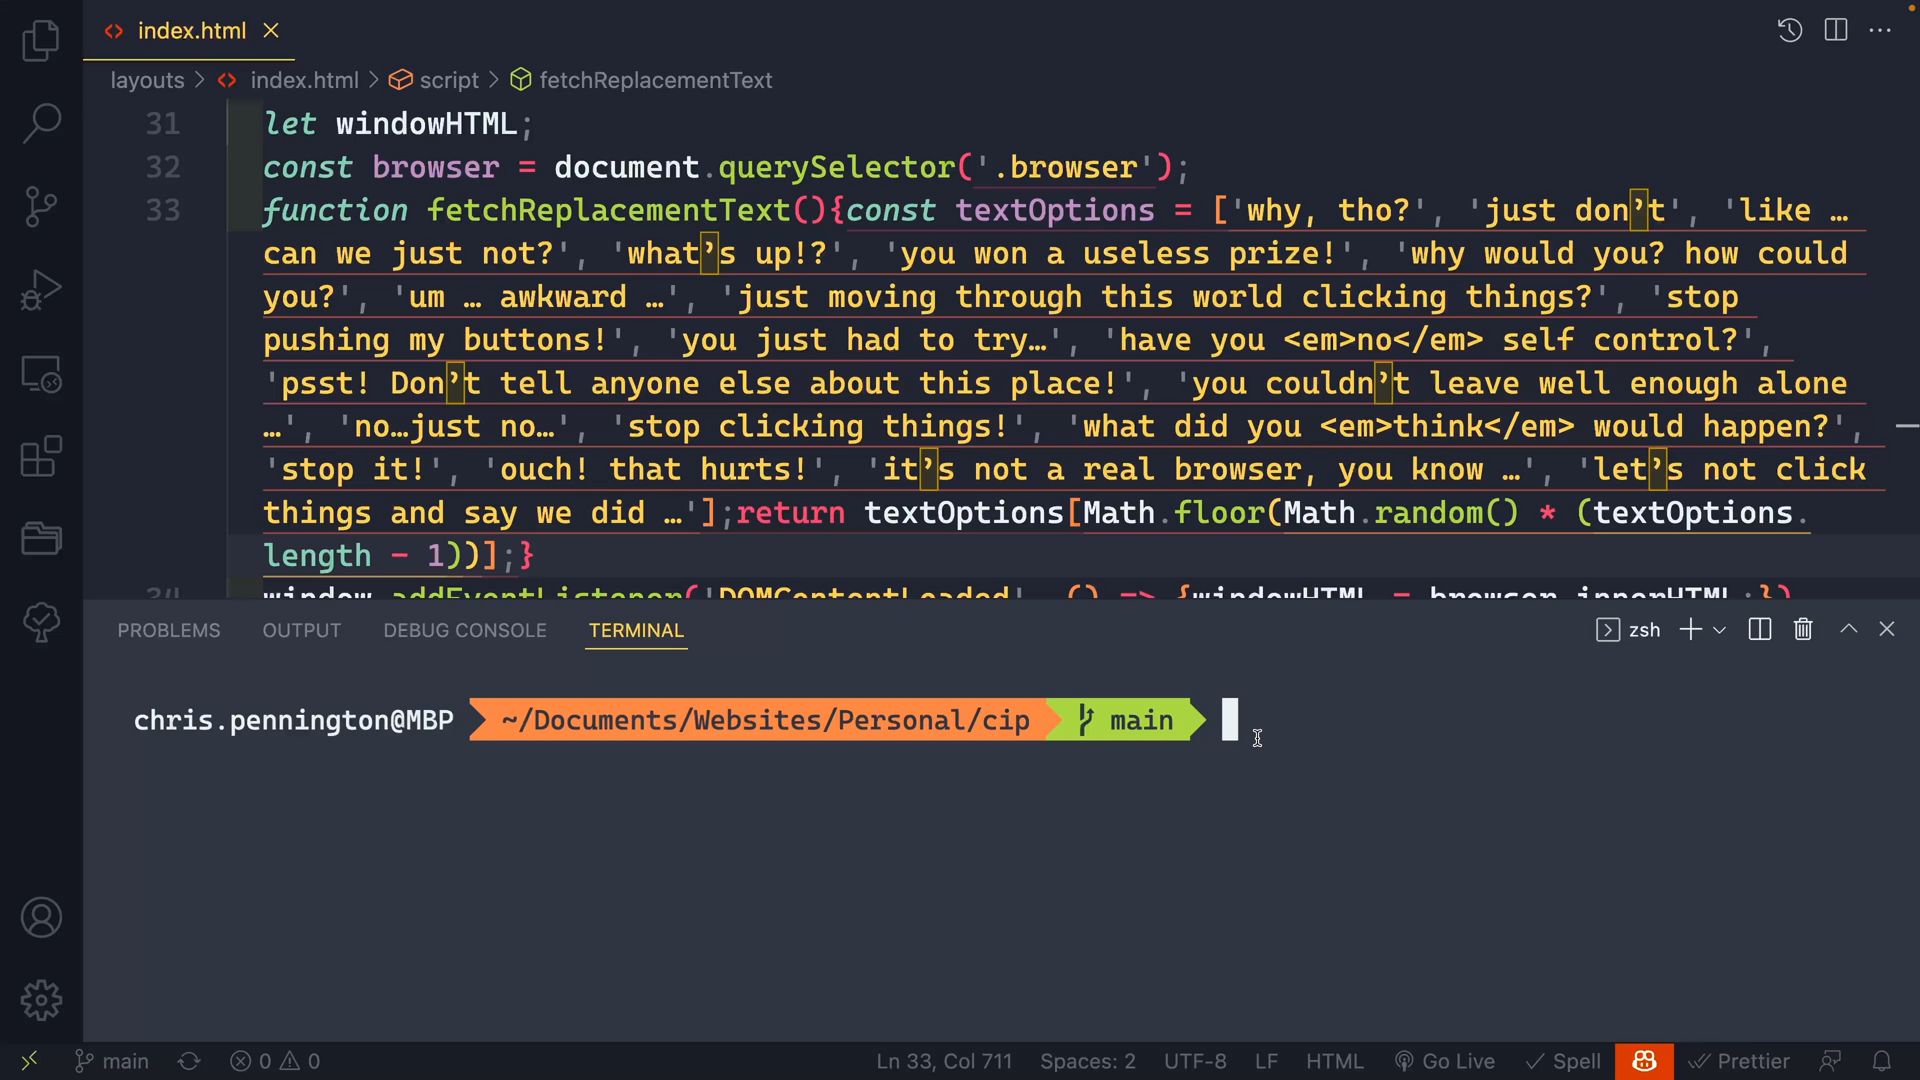 index.html
layouts > index.html > script > fetchReplacementText
31 let windowHTML;
32 const browser = document.querySelector('.browser');
33 function fetchReplacementText(){const textOptions = ['why, tho?', 'just don’t', 'like …
can we just not?', 'what’s up!?', 'you won a useless prize!', 'why would you? how could
you?', 'um … awkward …', 'just moving through this world clicking things?', 'stop
pushing my buttons!', 'you just had to try…', 'have you <em>no</em> self control?',
'psst! Don’t tell anyone else about this place!', 'you couldn’t leave well enough alone
…', 'no…just no…', 'stop clicking things!', 'what did you <em>think</em> would happen?',
'stop it!', 'ouch! that hurts!', 'it’s not a real browser, you know …', 'let’s not click
things and say we did …'];return textOptions[Math.floor(Math.random() * (textOptions.
length - 1))];}
34 window.addEventListener('DOMContentLoaded', () => {windowHTML = browser.innerHTML;})
PROBLEMS OUTPUT DEBUG CONSOLE TERMINAL zsh
chris.pennington@MBP ~/Documents/Websites/Personal/cip main
main 0 0 Ln 33, Col 711 Spaces: 2 UTF-8 LF HTML Go Live Spell Prettier